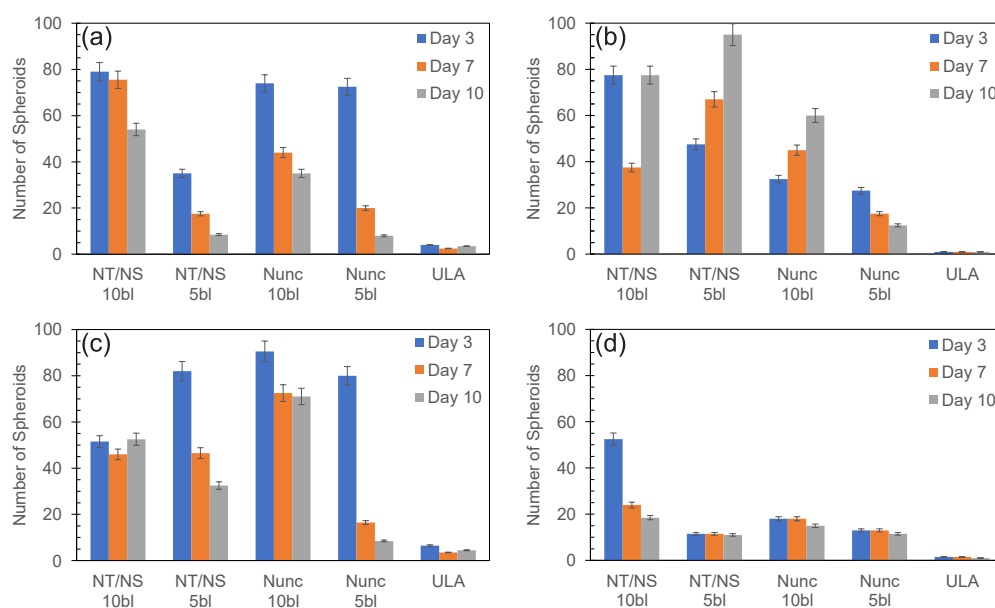 (a)
Number of Spheroids
100
80
60
40
20
0
Day 3
Day 7
Day 10
NT/NS NT/NS Nunc Nunc ULA
10bl 5bl 10bl 5bl
(b)
Number of Spheroids
100
80
60
40
20
0
Day 3
Day 7
Day 10
NT/NS NT/NS Nunc Nunc ULA
10bl 5bl 10bl 5bl
(c)
Number of Spheroids
100
80
60
40
20
0
Day 3
Day 7
Day 10
NT/NS NT/NS Nunc Nunc ULA
10bl 5bl 10bl 5bl
(d)
Number of Spheroids
100
80
60
40
20
0
Day 3
Day 7
Day 10
NT/NS NT/NS Nunc Nunc ULA
10bl 5bl 10bl 5bl